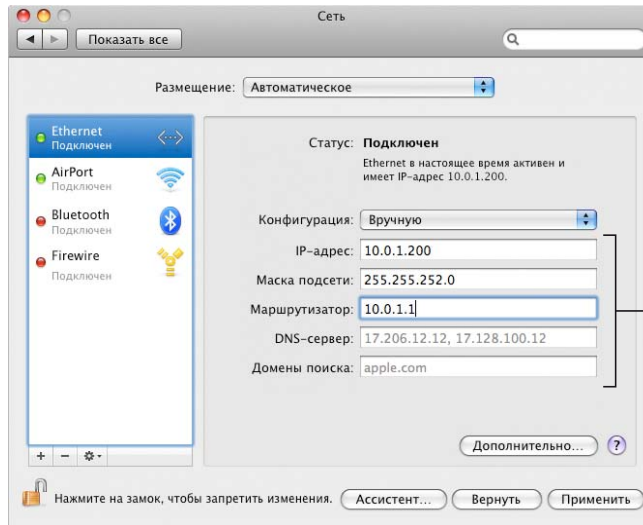 Сеть
Показать все
Размещение: Автоматическое
Ethernet
Подключен
AirPort
Подключен
Bluetooth
Подключен
Firewire
Подключен
Статус: Подключен
Ethernet в настоящее время активен и
имеет IP-адрес 10.0.1.200.
Конфигурация: Вручную
IP-адрес: 10.0.1.200
Маска подсети: 255.255.252.0
Маршрутизатор: 10.0.1.1
DNS-сервер: 17.206.12.12, 17.128.100.12
Домены поиска: apple.com
Дополнительно... ?
Нажмите на замок, чтобы запретить изменения. Ассистент... Вернуть Применить